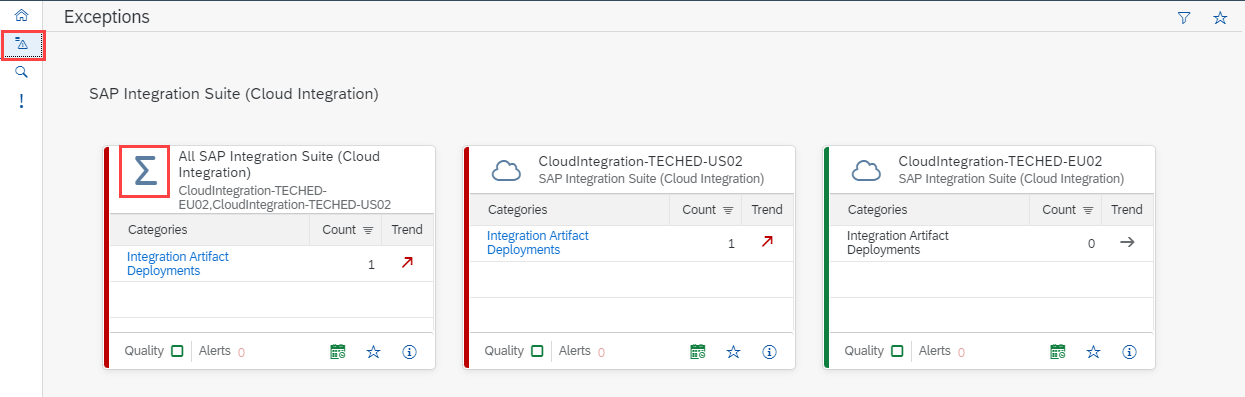 Exceptions
SAP Integration Suite (Cloud Integration)
All SAP Integration Suite (Cloud
Integration)
CloudIntegration-TECHED-
EU02,CloudIntegration-TECHED-US02
Categories Count Trend
Integration Artifact
Deployments
1
Quality Alerts 0
CloudIntegration-TECHED-US02
SAP Integration Suite (Cloud Integration)
Categories Count Trend
Integration Artifact
Deployments
1
Quality Alerts 0
CloudIntegration-TECHED-EU02
SAP Integration Suite (Cloud Integration)
Categories Count Trend
Integration Artifact
Deployments
0
Quality Alerts 0